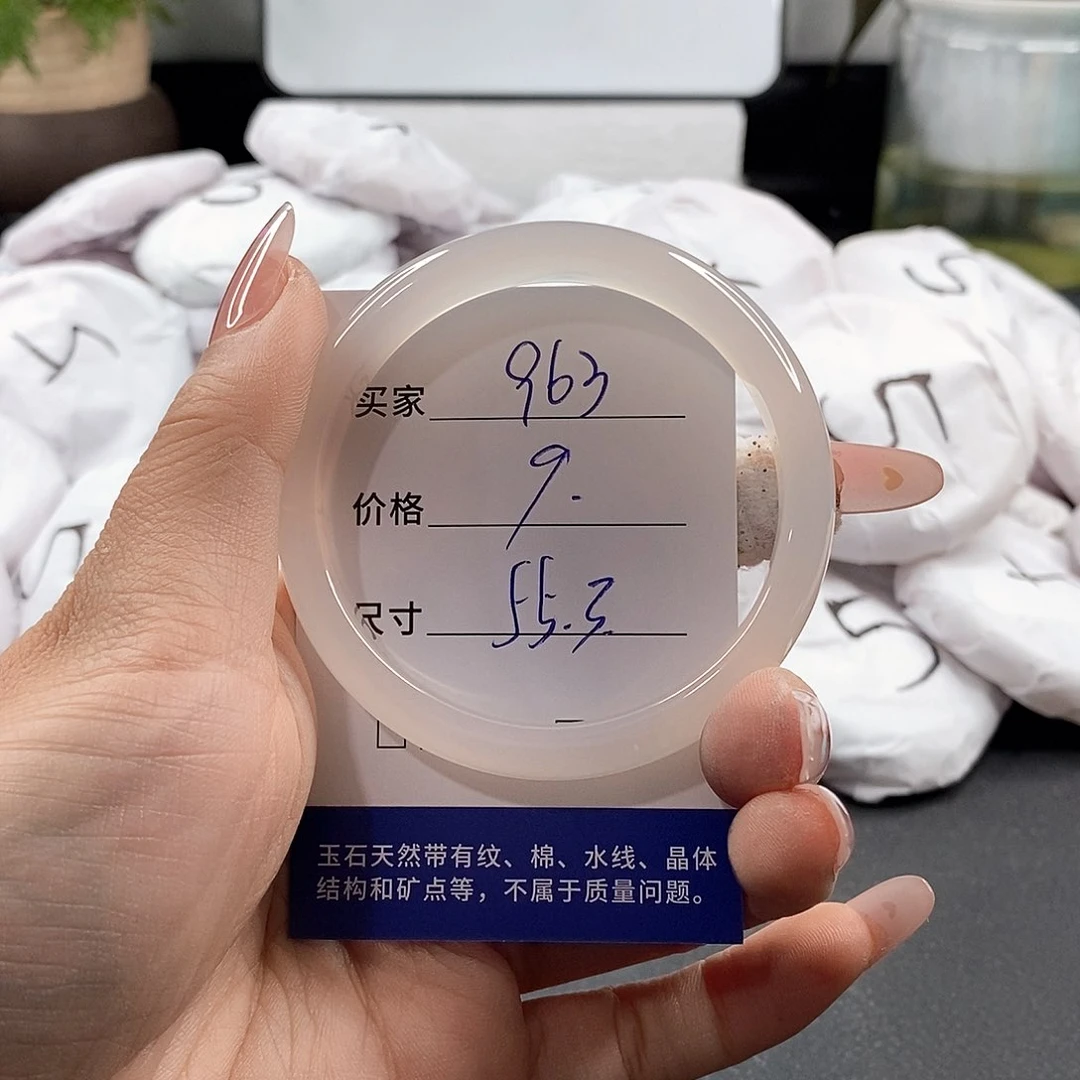 买家 963
价格 9.
尺寸 55.3
玉石天然带有纹、棉、水线、晶体
结构和矿点等，不属于质量问题。